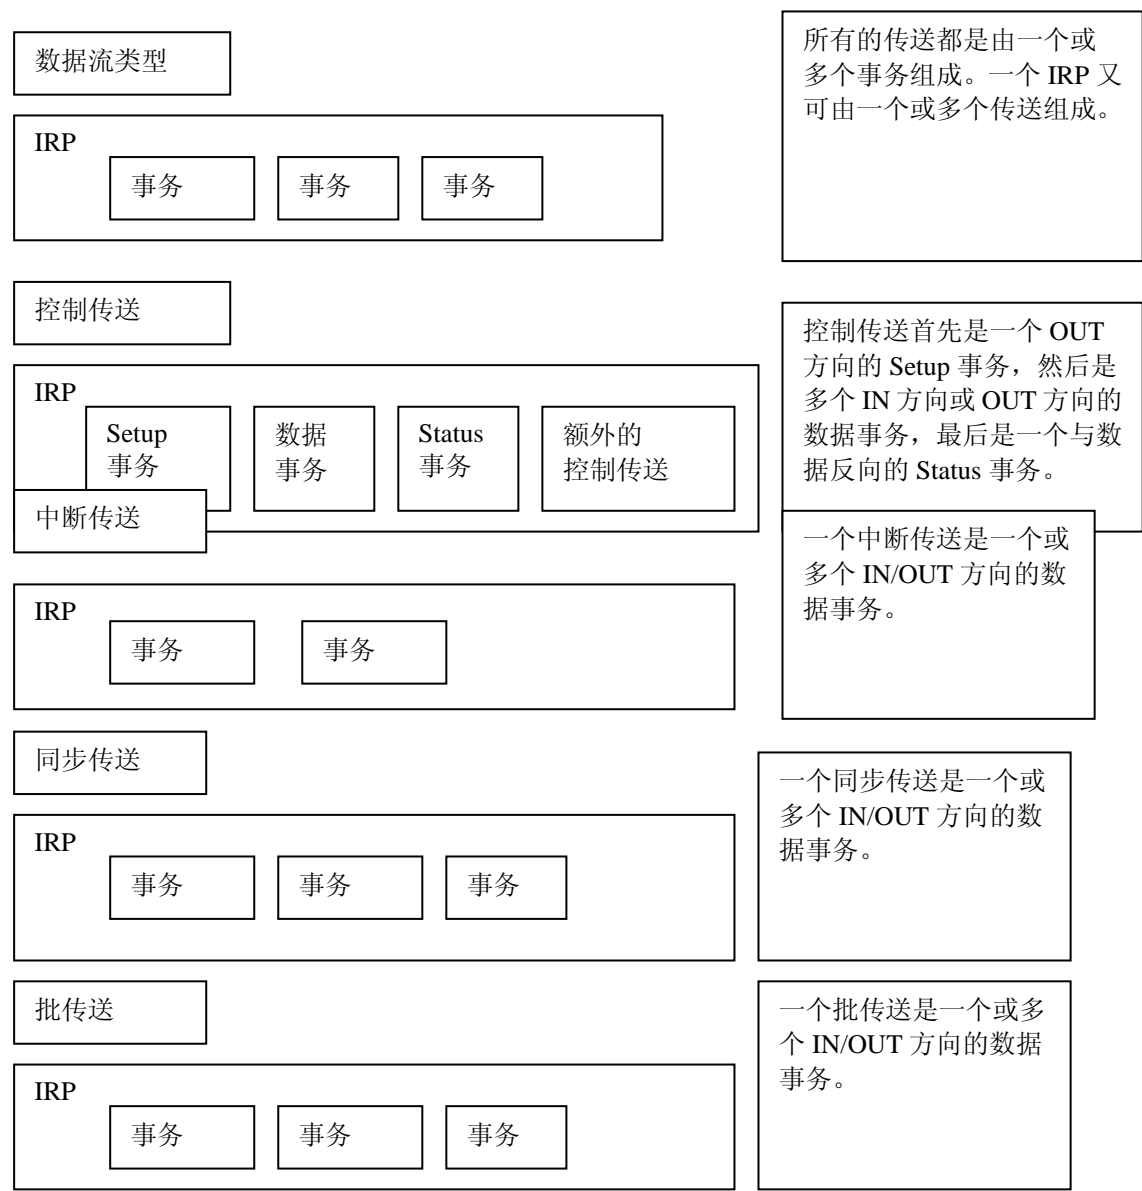 数据流类型
所有的传送都是由一个或
多个事务组成。一个 IRP 又
可由一个或多个传送组成。
IRP
事务
事务
事务
控制传送
控制传送首先是一个 OUT
方向的 Setup 事务，然后是
多个 IN 方向或 OUT 方向的
数据事务，最后是一个与数
据反向的 Status 事务。
IRP
Setup
事务
数据
事务
Status
事务
额外的
控制传送
中断传送
一个中断传送是一个或
多个 IN/OUT 方向的数
据事务。
IRP
事务
事务
同步传送
一个同步传送是一个或
多个 IN/OUT 方向的数
据事务。
IRP
事务
事务
事务
批传送
一个批传送是一个或多
个 IN/OUT 方向的数据
事务。
IRP
事务
事务
事务